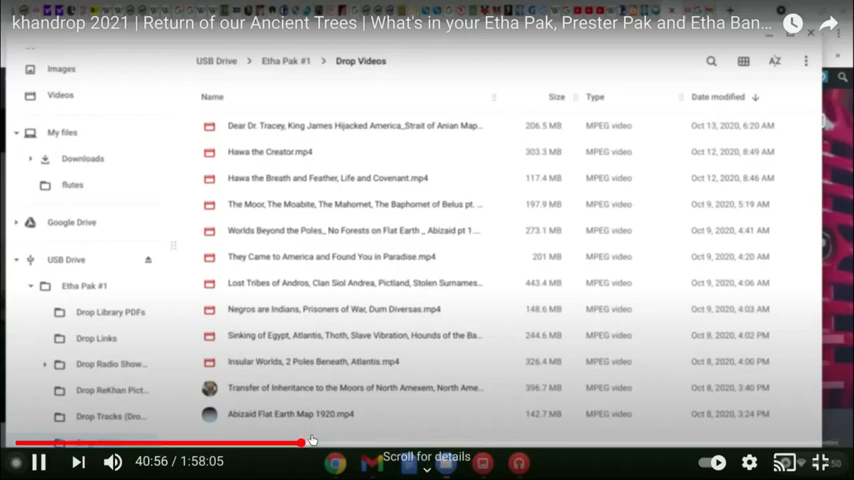 khandrop 2021 | Return of our Ancient Trees | What's in your Etha Pak, Prester Pak and Etha Ban...
Images
Videos
My files
Downloads
flutes
Google Drive
USB Drive
Etha Pak #1
Drop Library PDFs
Drop Links
Drop Radio Show...
Drop ReKhan Pict...
Drop Tracks (Dro...
USB Drive > Etha Pak #1 > Drop Videos
AZ
Name Size Type Date modified
Dear Dr. Tracey, King James Hijacked America_Strait of Anian Map... 206.5 MB MPEG video Oct 13, 2020, 6:20 AM
Hawa the Creator.mp4 303.3 MB MPEG video Oct 12, 2020, 8:49 AM
Hawa the Breath and Feather, Life and Covenant.mp4 117.4 MB MPEG video Oct 12, 2020, 8:46 AM
The Moor, The Moabite, The Mahomet, The Baphomet of Belus pt. ... 197.9 MB MPEG video Oct 9, 2020, 5:19 AM
Worlds Beyond the Poles_ No Forests on Flat Earth _ Abizaid pt 1.... 273.1 MB MPEG video Oct 9, 2020, 4:41 AM
They Came to America and Found You in Paradise.mp4 201 MB MPEG video Oct 9, 2020, 4:20 AM
Lost Tribes of Andros, Clan Siol Andrea, Pictland, Stolen Surnames... 443.4 MB MPEG video Oct 9, 2020, 4:06 AM
Negros are Indians, Prisoners of War, Dum Diversas.mp4 148.6 MB MPEG video Oct 9, 2020, 4:03 AM
Sinking of Egypt, Atlantis, Thoth, Slave Vibration, Hounds of the Ba... 244.6 MB MPEG video Oct 8, 2020, 4:02 PM
Insular Worlds, 2 Poles Beneath, Atlantis.mp4 326.4 MB MPEG video Oct 8, 2020, 4:00 PM
Transfer of Inheritance to the Moors of North Amexem, North Ame... 396.7 MB MPEG video Oct 8, 2020, 3:40 PM
Abizaid Flat Earth Map 1920.mp4 142.7 MB MPEG video Oct 8, 2020, 3:24 PM
40:56 / 1:58:05
Scroll for details